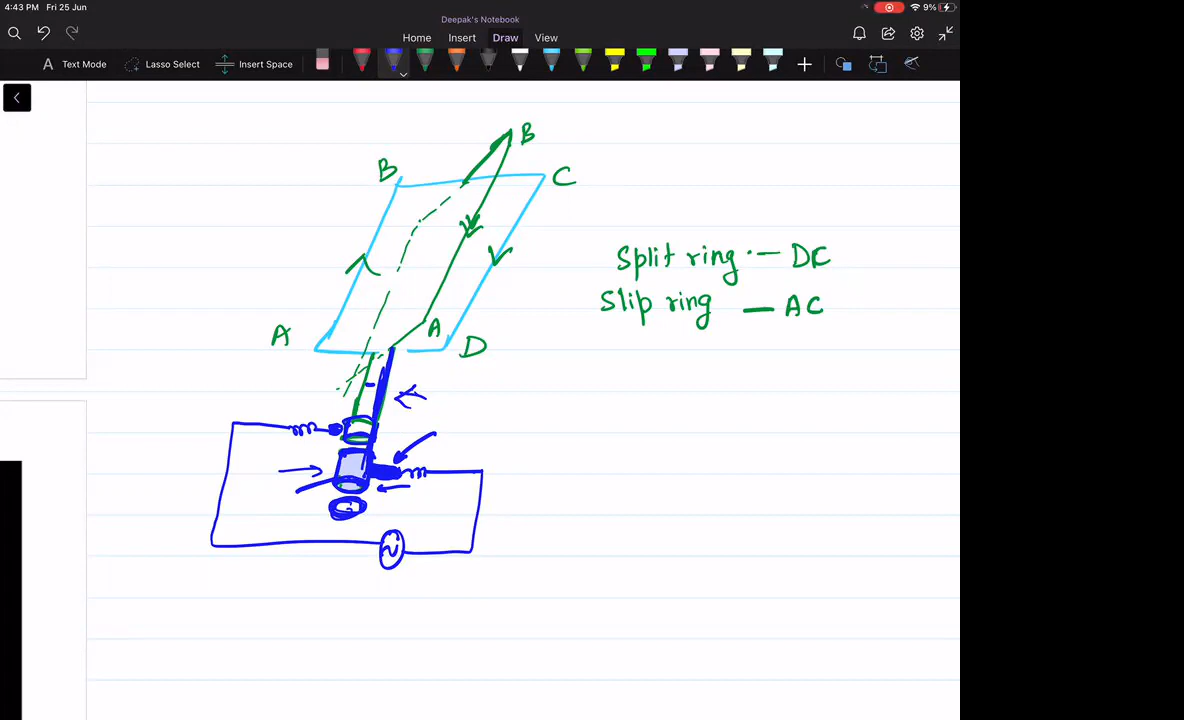 4:43 PM Fri 25 Jun
9%
Deepak's Notebook
Home Insert Draw View
Text Mode Lasso Select Insert Space
B
B
C
Split ring - DC
Slip ring - AC
A
A
D